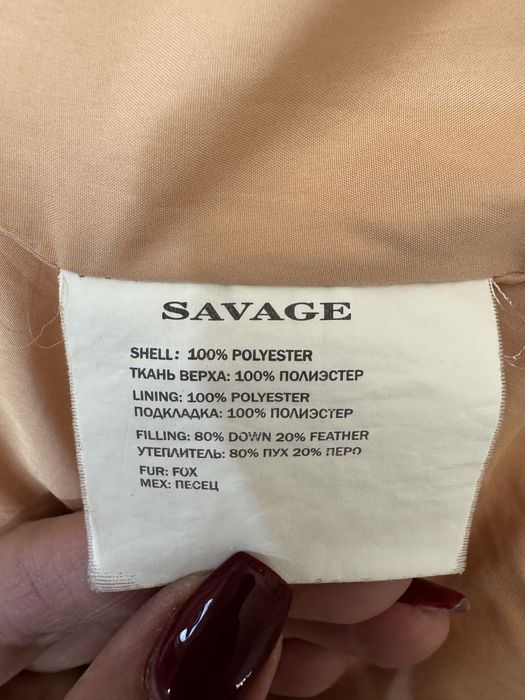 SAVAGE
SHELL: 100% POLYESTER
ТКАНЬ ВЕРХА: 100% ПОЛИЭСТЕР
LINING: 100% POLYESTER
ПОДКЛАДКА: 100% ПОЛИЭСТЕР
FILLING: 80% DOWN 20% FEATHER
УТЕПЛИТЕЛЬ: 80% ПУХ 20% ПЕРО
FUR: FOX
МЕХ: ПЕСЕЦ